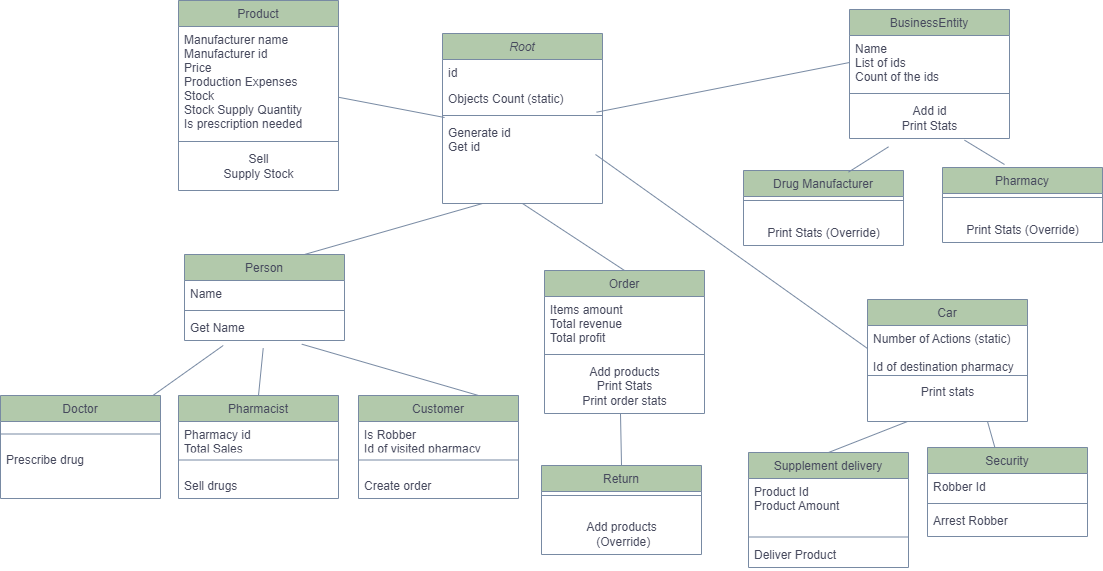 Product
Manufacturer name
Manufacturer id
Price
Production Expenses
Stock
Stock Supply Quantity
Is prescription needed
Sell
Supply Stock
Root
id
Objects Count (static)
Generate id
Get id
BusinessEntity
Name
List of ids
Count of the ids
Add id
Print Stats
Drug Manufacturer
Print Stats (Override)
Pharmacy
Print Stats (Override)
Person
Name
Get Name
Order
Items amount
Total revenue
Total profit
Add products
Print Stats
Print order stats
Car
Number of Actions (static)
Id of destination pharmacy
Print stats
Doctor
Prescribe drug
Pharmacist
Pharmacy id
Total Sales
Sell drugs
Customer
Is Robber
Id of visited pharmacy
Create order
Return
Add products
(Override)
Supplement delivery
Product Id
Product Amount
Deliver Product
Security
Robber Id
Arrest Robber